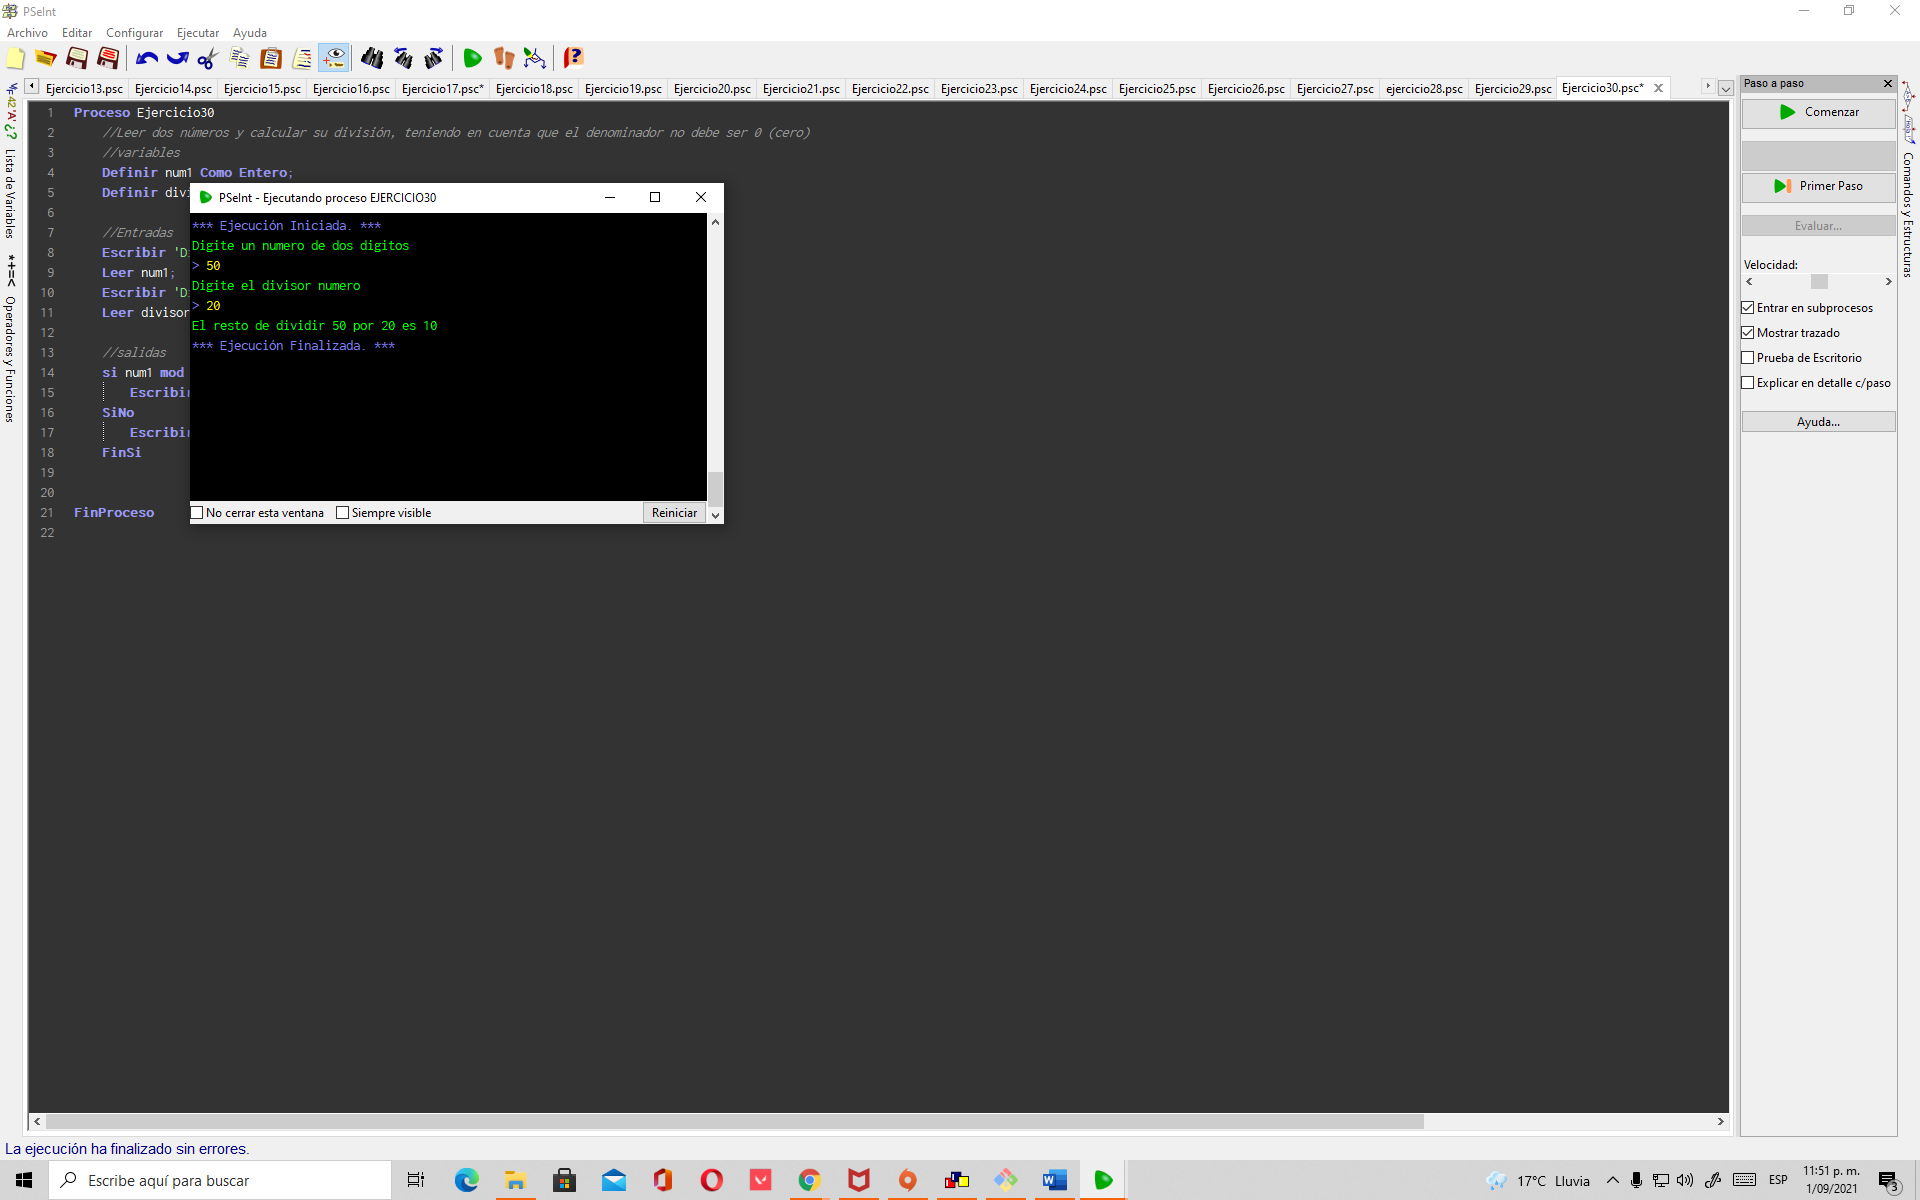 PSeInt
Archivo Editar Configurar Ejecutar Ayuda
Ejercicio13.psc Ejercicio14.psc Ejercicio15.psc Ejercicio16.psc Ejercicio17.psc* Ejercicio18.psc Ejercicio19.psc Ejercicio20.psc Ejercicio21.psc Ejercicio22.psc Ejercicio23.psc Ejercicio24.psc Ejercicio25.psc Ejercicio26.psc Ejercicio27.psc ejercicio28.psc Ejercicio29.psc Ejercicio30.psc*
Lista de Variables
*+=<
Operadores y Funciones
1 Proceso Ejercicio30
2 //Leer dos números y calcular su división, teniendo en cuenta que el denominador no debe ser 0 (cero)
3 //variables
4 Definir num1 Como Entero;
5 Definir divi
6
7 //Entradas
8 Escribir 'D
9 Leer num1;
10 Escribir 'D
11 Leer divisor
12
13 //salidas
14 si num1 mod
15 Escribir
16 SiNo
17 Escribir
18 FinSi
19
20
21 FinProceso
22
PSeInt - Ejecutando proceso EJERCICIO30
*** Ejecución Iniciada. ***
Digite un numero de dos digitos
> 50
Digite el divisor numero
> 20
El resto de dividir 50 por 20 es 10
*** Ejecución Finalizada. ***
No cerrar esta ventana Siempre visible Reiniciar
Paso a paso
Comenzar
Primer Paso
Evaluar...
Velocidad:
Entrar en subprocesos
Mostrar trazado
Prueba de Escritorio
Explicar en detalle c/paso
Ayuda...
Comandos y Estructuras
La ejecución ha finalizado sin errores.
Escribe aquí para buscar
17°C Lluvia
ESP
11:51 p. m.
1/09/2021
3